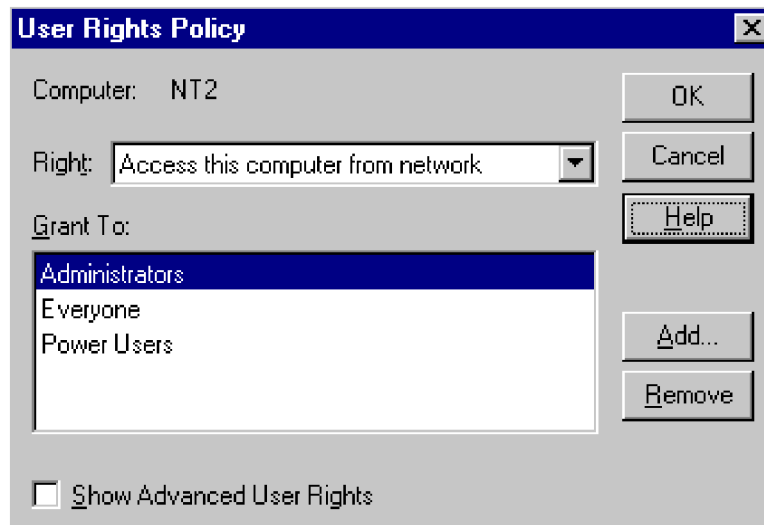 User Rights Policy
Computer: NT2
OK
Right: Access this computer from network
Cancel
Help
Grant To:
Administrators
Everyone
Power Users
Add...
Remove
Show Advanced User Rights